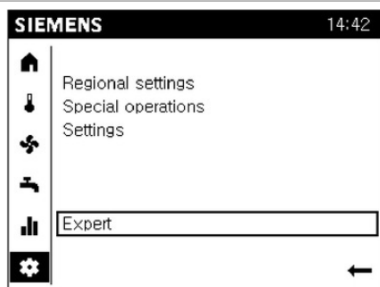 SIEMENS 14:42
Regional settings
Special operations
Settings
Expert